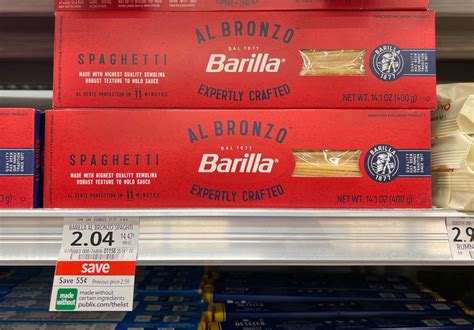 AL BRONZO
DAL 1877
SPAGHETTI
Barilla
BARILLA
1877
MADE WITH HIGHEST QUALITY SEMOLINA
ROBUST TEXTURE TO HOLD SAUCE
EXPERTLY CRAFTED
AL DENTE PERFECTION IN 11 MINUTES
NET WT. 14.1 OZ (400 g)
AL BRONZO
DAL 1877
SPAGHETTI
Barilla
BARILLA
1877
MADE WITH HIGHEST QUALITY SEMOLINA
ROBUST TEXTURE TO HOLD SAUCE
EXPERTLY CRAFTED
AL DENTE PERFECTION IN 11 MINUTES
NET WT. 14.1 OZ (400 g)
BARILLA AL BRONZO SPAGHTI
2.04
save
Save 55¢ Previous price 2.59
made
without
made without
certain ingredients
publix.com/thelist
2.9